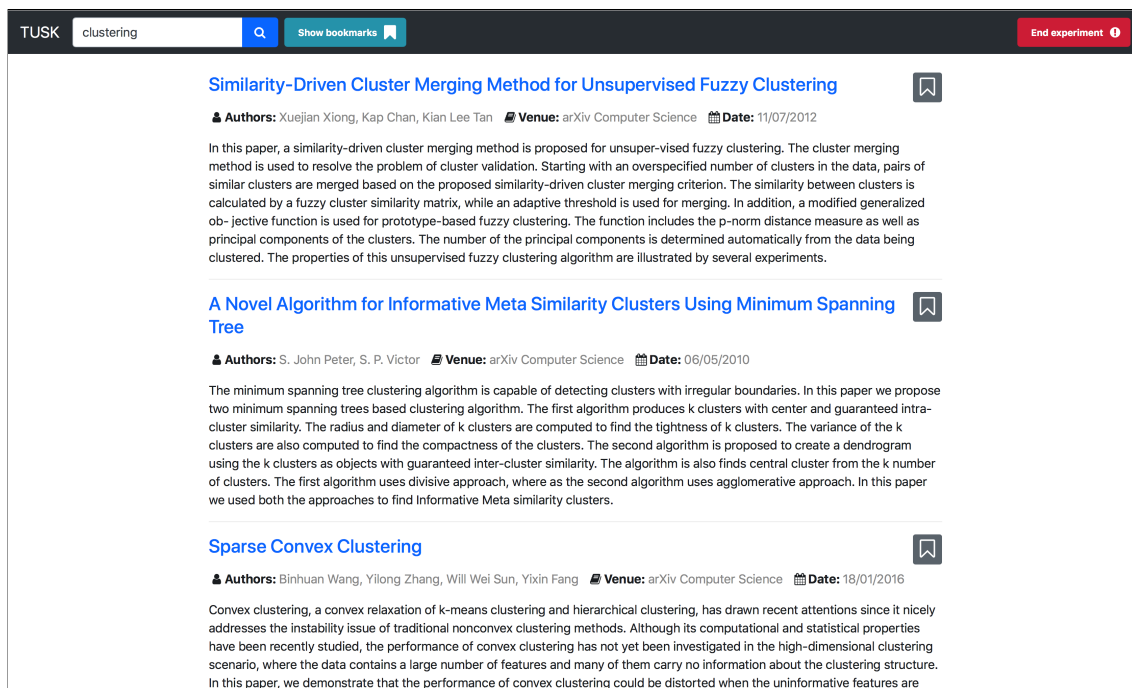 TUSK clustering Show bookmarks End experiment
Similarity-Driven Cluster Merging Method for Unsupervised Fuzzy Clustering
Authors: Xuejian Xiong, Kap Chan, Kian Lee Tan Venue: arXiv Computer Science Date: 11/07/2012
In this paper, a similarity-driven cluster merging method is proposed for unsuper-vised fuzzy clustering. The cluster merging
method is used to resolve the problem of cluster validation. Starting with an overspecified number of clusters in the data, pairs of
similar clusters are merged based on the proposed similarity-driven cluster merging criterion. The similarity between clusters is
calculated by a fuzzy cluster similarity matrix, while an adaptive threshold is used for merging. In addition, a modified generalized
ob- jective function is used for prototype-based fuzzy clustering. The function includes the p-norm distance measure as well as
principal components of the clusters. The number of the principal components is determined automatically from the data being
clustered. The properties of this unsupervised fuzzy clustering algorithm are illustrated by several experiments.
A Novel Algorithm for Informative Meta Similarity Clusters Using Minimum Spanning
Tree
Authors: S. John Peter, S. P. Victor Venue: arXiv Computer Science Date: 06/05/2010
The minimum spanning tree clustering algorithm is capable of detecting clusters with irregular boundaries. In this paper we propose
two minimum spanning trees based clustering algorithm. The first algorithm produces k clusters with center and guaranteed intra-
cluster similarity. The radius and diameter of k clusters are computed to find the tightness of k clusters. The variance of the k
clusters are also computed to find the compactness of the clusters. The second algorithm is proposed to create a dendrogram
using the k clusters as objects with guaranteed inter-cluster similarity. The algorithm is also finds central cluster from the k number
of clusters. The first algorithm uses divisive approach, where as the second algorithm uses agglomerative approach. In this paper
we used both the approaches to find Informative Meta similarity clusters.
Sparse Convex Clustering
Authors: Binhuan Wang, Yilong Zhang, Will Wei Sun, Yixin Fang Venue: arXiv Computer Science Date: 18/01/2016
Convex clustering, a convex relaxation of k-means clustering and hierarchical clustering, has drawn recent attentions since it nicely
addresses the instability issue of traditional nonconvex clustering methods. Although its computational and statistical properties
have been recently studied, the performance of convex clustering has not yet been investigated in the high-dimensional clustering
scenario, where the data contains a large number of features and many of them carry no information about the clustering structure.
In this paper, we demonstrate that the performance of convex clustering could be distorted when the uninformative features are